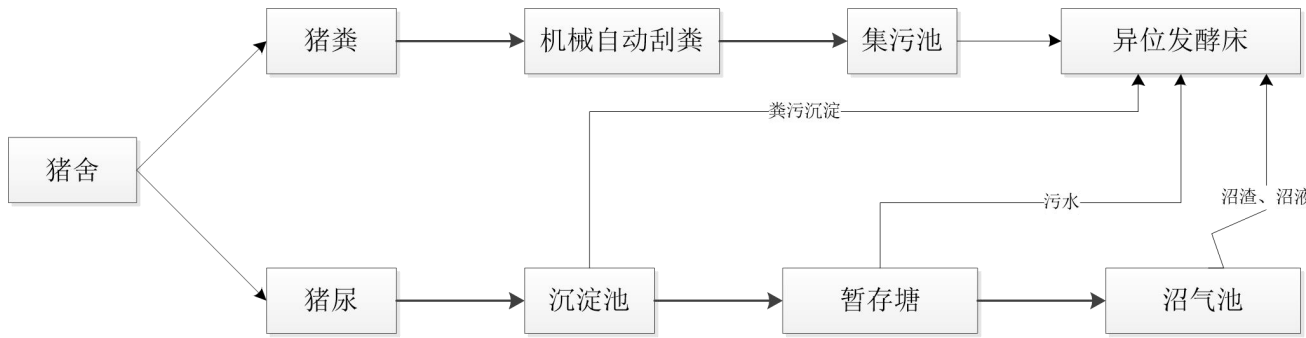 猪粪
机械自动刮粪
集污池
异位发酵床
粪污沉淀
猪舍
污水
沼渣、沼液
猪尿
沉淀池
暂存塘
沼气池